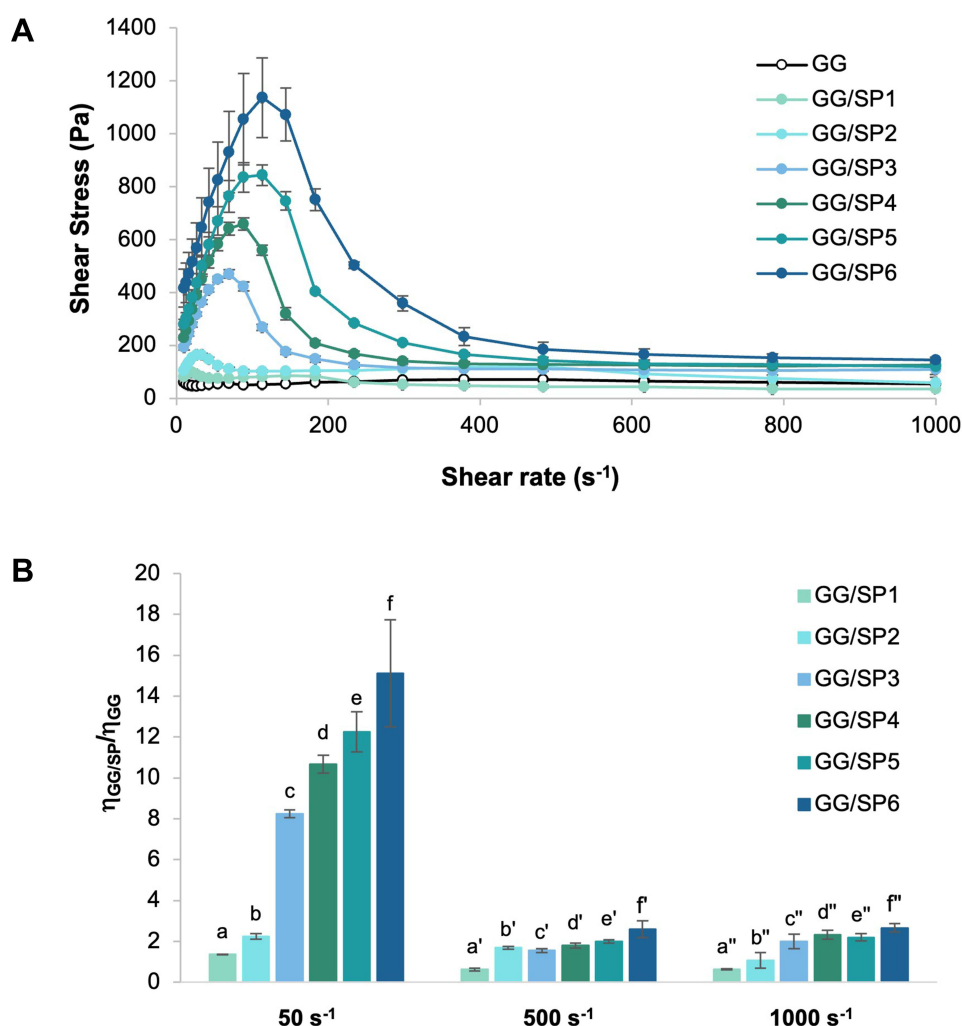 A
Shear Stress (Pa)
1400
1200
1000
800
600
400
200
0
0 200 400 600 800 1000
Shear rate (s⁻¹)
GG
GG/SP1
GG/SP2
GG/SP3
GG/SP4
GG/SP5
GG/SP6
B
ηGG/SP/ηGG
20
18
16
14
12
10
8
6
4
2
0
a b c d e f
a' b' c' d' e' f'
a" b" c" d" e" f"
50 s⁻¹ 500 s⁻¹ 1000 s⁻¹
GG/SP1
GG/SP2
GG/SP3
GG/SP4
GG/SP5
GG/SP6